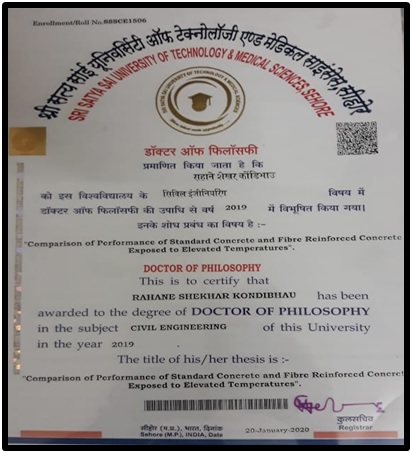 Enrollment/Roll No.SSSCE1506
श्री सत्य साँई यूनिवर्सिटी ऑफ टेक्नोलॉजी एण्ड मेडिकल साइंसेस, सीहोर
SRI SATYA SAI UNIVERSITY OF TECHNOLOGY & MEDICAL SCIENCES, SEHORE
डॉक्टर ऑफ फिलॉसफी
प्रमाणित किया जाता है कि
राहाने शेखर कोंडिभाउ
को इस विश्वविद्यालय के सिविल इंजीनियरिंग विषय में
डॉक्टर ऑफ फिलॉसफी की उपाधि से वर्ष 2019 में विभूषित किया गया।
इनके शोध प्रबंध का विषय है :-
"Comparison of Performance of Standard Concrete and Fibre Reinforced Concrete
Exposed to Elevated Temperatures".
DOCTOR OF PHILOSOPHY
This is to certify that
RAHANE SHEKHAR KONDIBHAU has been
awarded to the degree of DOCTOR OF PHILOSOPHY
in the subject CIVIL ENGINEERING of this University
in the year 2019 .
The title of his/her thesis is :-
"Comparison of Performance of Standard Concrete and Fibre Reinforced Concrete
Exposed to Elevated Temperatures".
सीहोर (म.प्र.), भारत, दिनांक
Sehore (M.P.), INDIA, Date
20-January-2020
कुलसचिव
Registrar